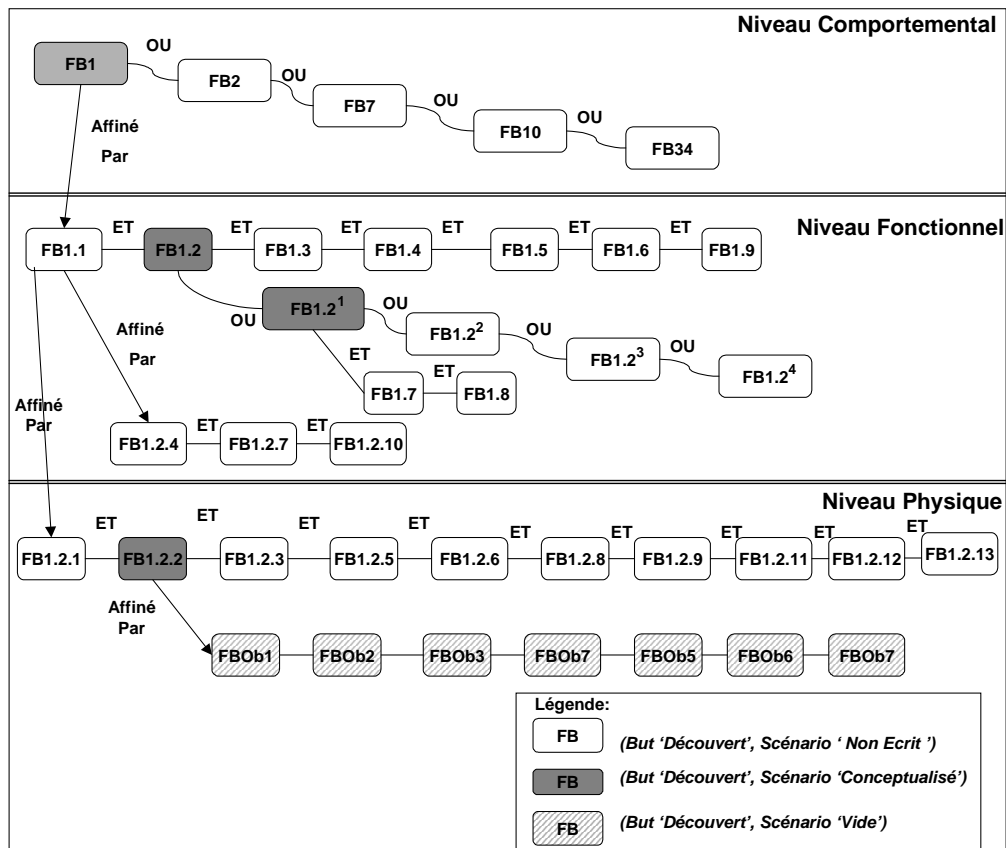 Niveau Comportemental
OU
FB1
OU
FB2
OU
FB7
OU
FB10
FB34
Affiné
Par
Niveau Fonctionnel
ET ET ET ET ET ET
FB1.1 FB1.2 FB1.3 FB1.4 FB1.5 FB1.6 FB1.9
OU
FB1.2¹
OU
FB1.2²
OU
FB1.2³
OU
FB1.2⁴
Affiné
Par
ET
ET
FB1.7 FB1.8
Affiné
Par
ET ET
FB1.2.4 FB1.2.7 FB1.2.10
Niveau Physique
ET ET ET ET ET ET ET ET ET
FB1.2.1 FB1.2.2 FB1.2.3 FB1.2.5 FB1.2.6 FB1.2.8 FB1.2.9 FB1.2.11 FB1.2.12 FB1.2.13
Affiné
Par
FBOb1 FBOb2 FBOb3 FBOb7 FBOb5 FBOb6 FBOb7
Légende:
FB (But ‘Découvert’, Scénario ‘ Non Ecrit ’)
FB (But ‘Découvert’, Scénario ‘Conceptualisé’)
FB (But ‘Découvert’, Scénario ‘Vide’)